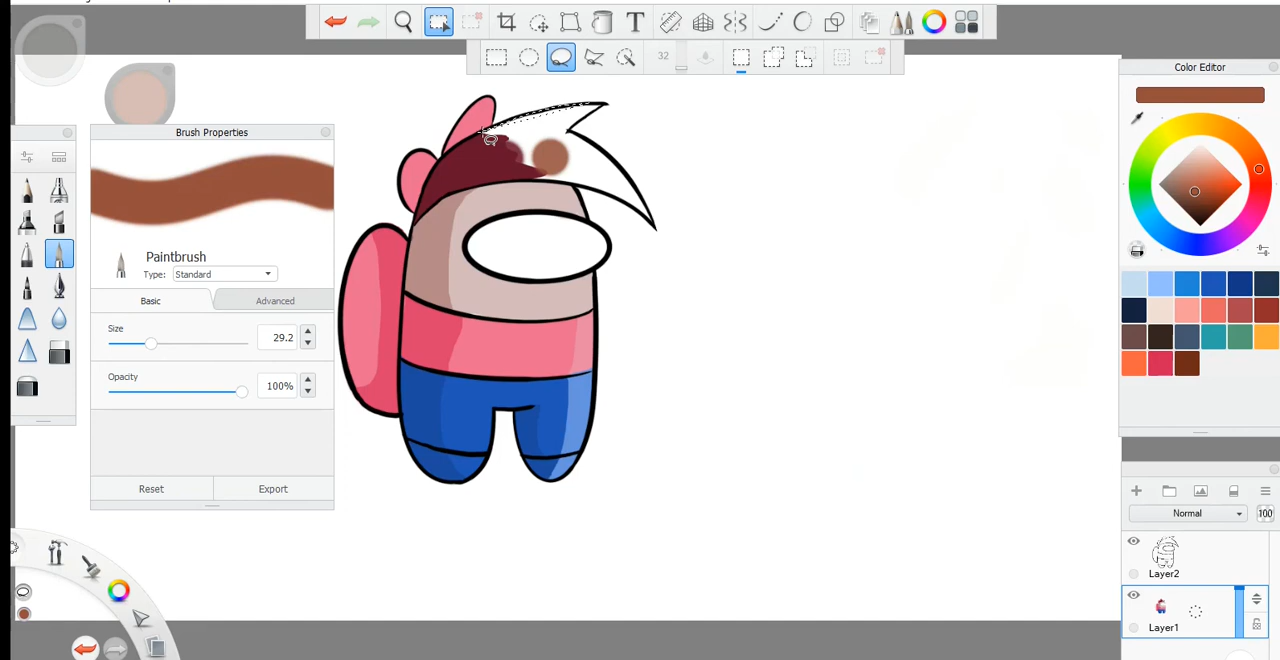 T
32
Color Editor
Brush Properties
Paintbrush
Type: Standard
Basic
Advanced
Size
29.2
Opacity
100%
Reset
Export
Normal
100
Layer2
Layer1